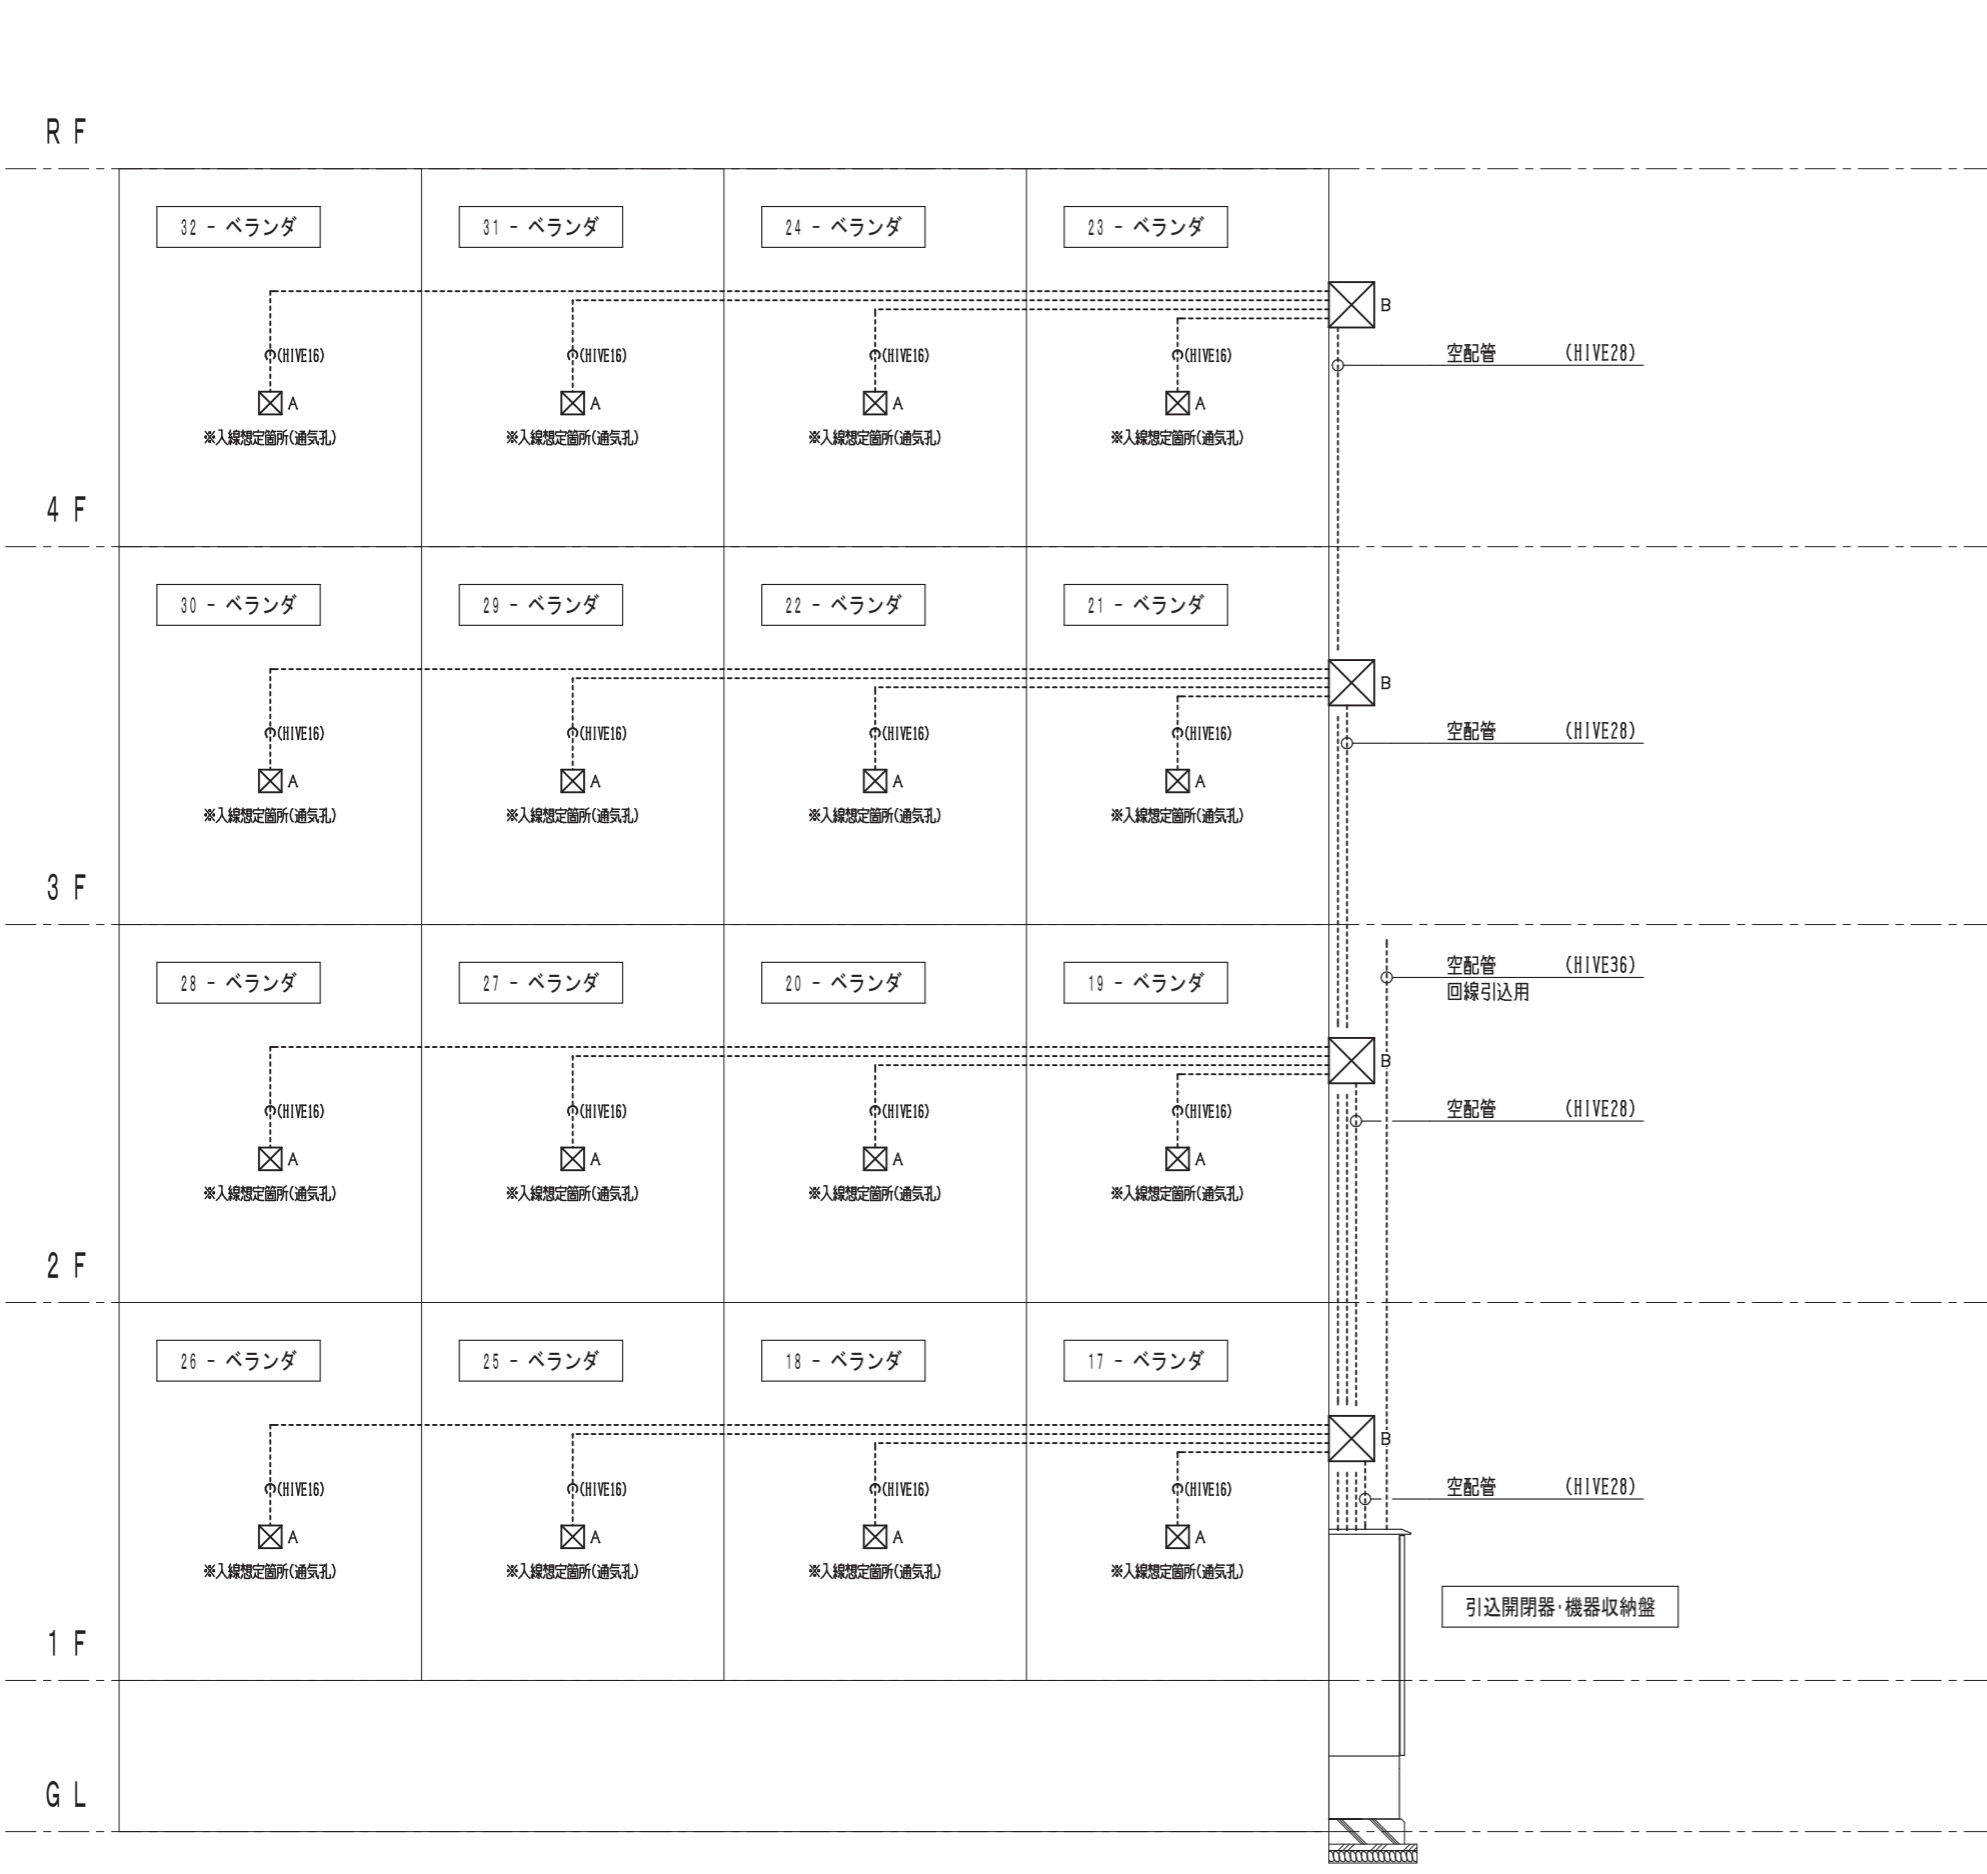 RF
32 - ベランダ
31 - ベランダ
24 - ベランダ
23 - ベランダ
B
(HIVE16)
(HIVE16)
(HIVE16)
(HIVE16)
空配管 (HIVE28)
A
A
A
A
※入線想定箇所(通気孔)
※入線想定箇所(通気孔)
※入線想定箇所(通気孔)
※入線想定箇所(通気孔)
4F
30 - ベランダ
29 - ベランダ
22 - ベランダ
21 - ベランダ
B
(HIVE16)
(HIVE16)
(HIVE16)
(HIVE16)
空配管 (HIVE28)
A
A
A
A
※入線想定箇所(通気孔)
※入線想定箇所(通気孔)
※入線想定箇所(通気孔)
※入線想定箇所(通気孔)
3F
28 - ベランダ
27 - ベランダ
20 - ベランダ
19 - ベランダ
空配管 (HIVE36)
回線引込用
B
(HIVE16)
(HIVE16)
(HIVE16)
(HIVE16)
空配管 (HIVE28)
A
A
A
A
※入線想定箇所(通気孔)
※入線想定箇所(通気孔)
※入線想定箇所(通気孔)
※入線想定箇所(通気孔)
2F
26 - ベランダ
25 - ベランダ
18 - ベランダ
17 - ベランダ
B
(HIVE16)
(HIVE16)
(HIVE16)
(HIVE16)
空配管 (HIVE28)
A
A
A
A
※入線想定箇所(通気孔)
※入線想定箇所(通気孔)
※入線想定箇所(通気孔)
※入線想定箇所(通気孔)
引込開閉器・機器収納盤
1F
GL